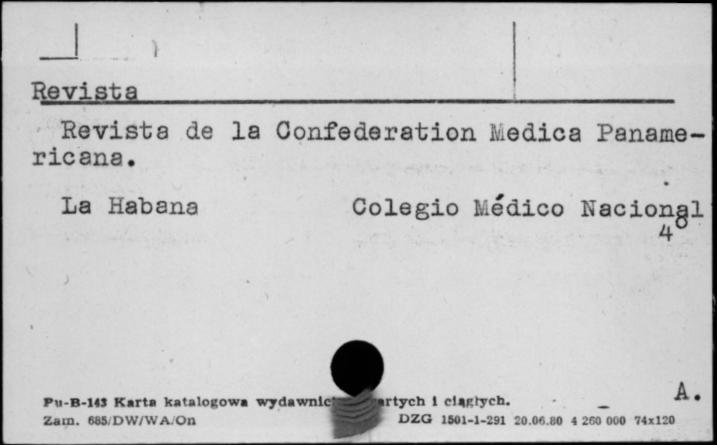 Revista
Revista de la Confederation Medica Paname-
ricana.
La Habana Colegio Médico Nacional
4°
A.
Pu-B-143 Karta katalogowa wydawnic artych i ciągłych.
Zam. 685/DW/WA/On DZG 1501-1-291 20.06.80 4 260 000 74x120